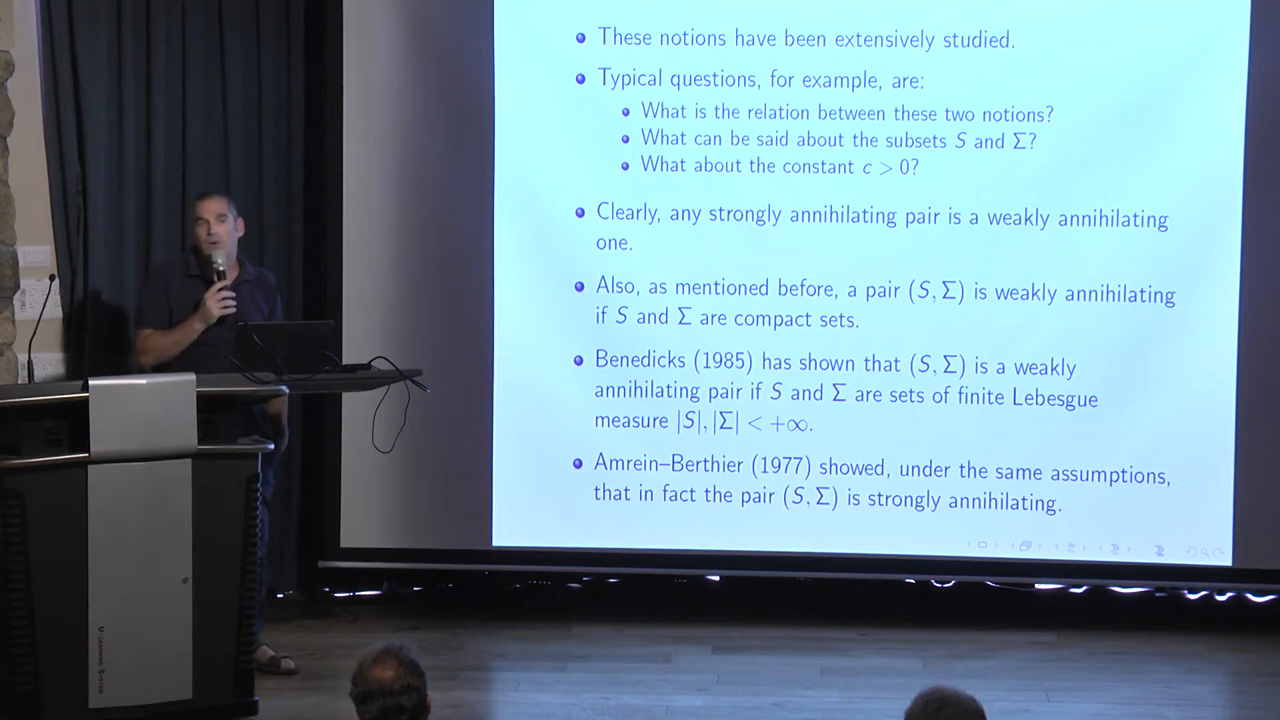 These notions have been extensively studied.
Typical questions, for example, are:
What is the relation between these two notions?
What can be said about the subsets S and Σ?
What about the constant c > 0?
Clearly, any strongly annihilating pair is a weakly annihilating
one.
Also, as mentioned before, a pair (S, Σ) is weakly annihilating
if S and Σ are compact sets.
Benedicks (1985) has shown that (S, Σ) is a weakly
annihilating pair if S and Σ are sets of finite Lebesgue
measure |S|, |Σ| < +∞.
Amrein–Berthier (1977) showed, under the same assumptions,
that in fact the pair (S, Σ) is strongly annihilating.